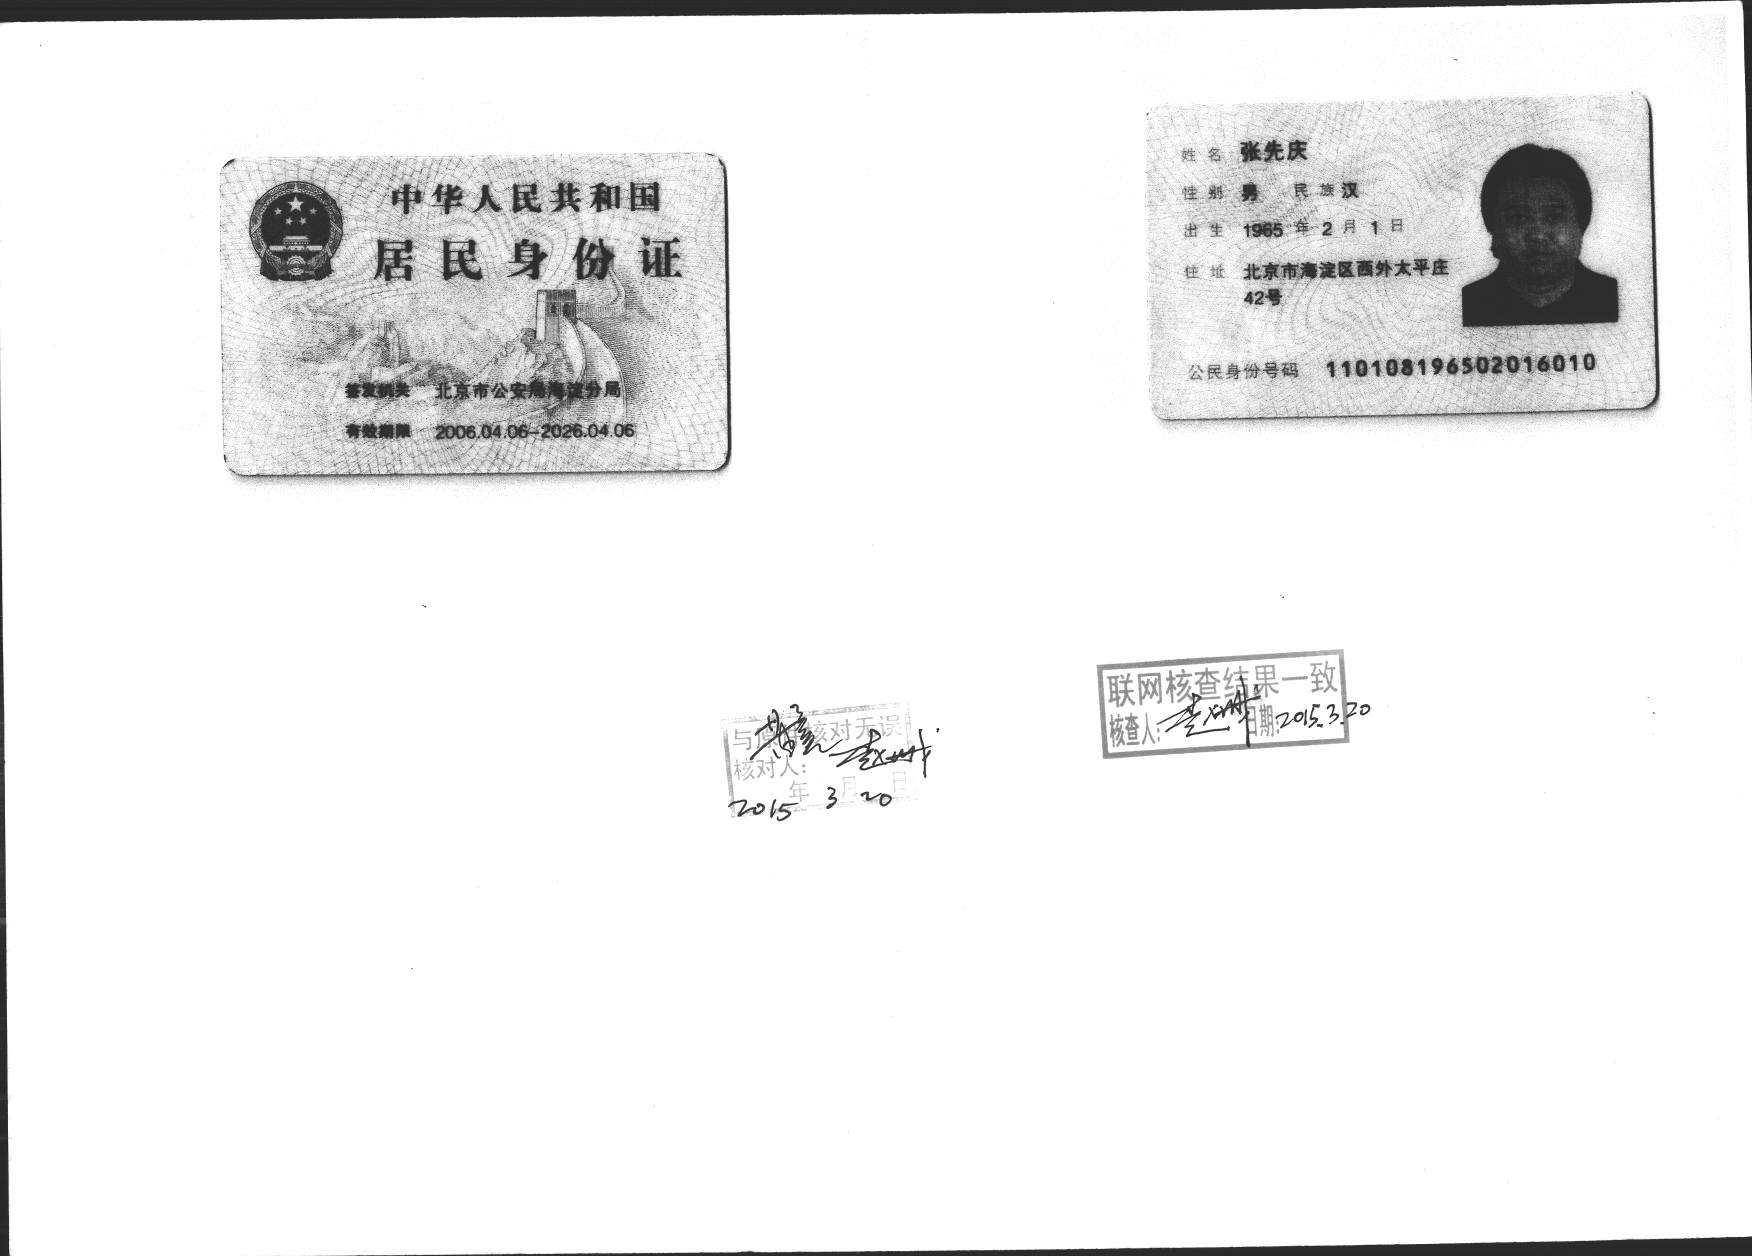 中华人民共和国
居民身份证
签发机关 北京市公安局海淀分局
有效期限 2006.04.06-2026.04.06
姓名 张先庆
性别 男 民族 汉
出生 1965 年 2 月 1 日
住址 北京市海淀区西外太平庄
42号
公民身份号码 110108196502016010
与原件核对无误
核对人:
年 月 日
2015 3 20
联网核查结果一致
核查人: 日期:2015.3.20